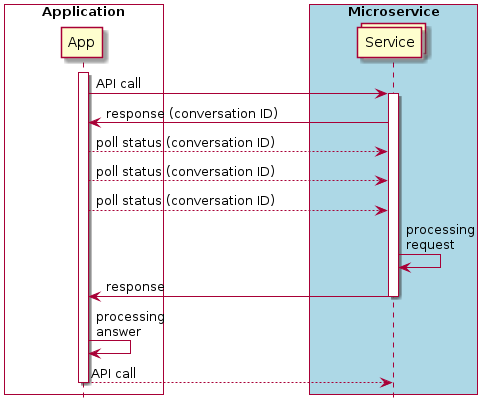 Application
Microservice
App
Service
API call
response (conversation ID)
poll status (conversation ID)
poll status (conversation ID)
poll status (conversation ID)
processing
request
response
processing
answer
API call